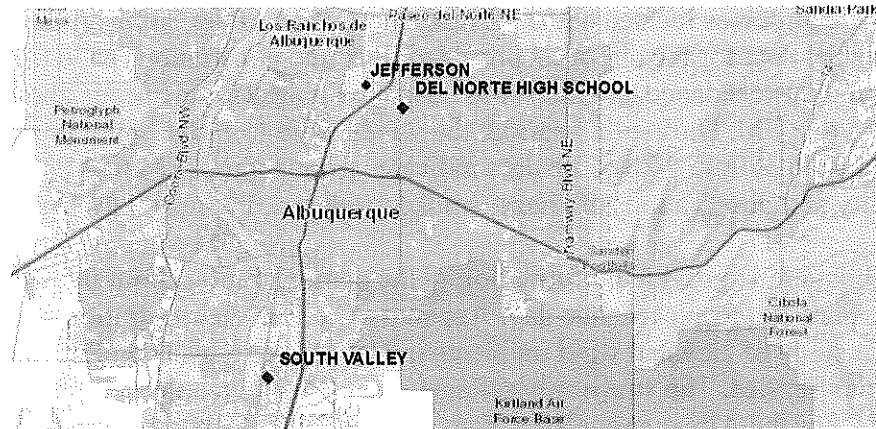 Paseo del Norte NE
Sandia Park
Los Ranchos de
Albuquerque
JEFFERSON
DEL NORTE HIGH SCHOOL
Petroglyph
National
Monument
Coors Blvd NW
Tramway Blvd NE
Albuquerque
Cibola
National
Forest
SOUTH VALLEY
Kirtland Air
Force Base